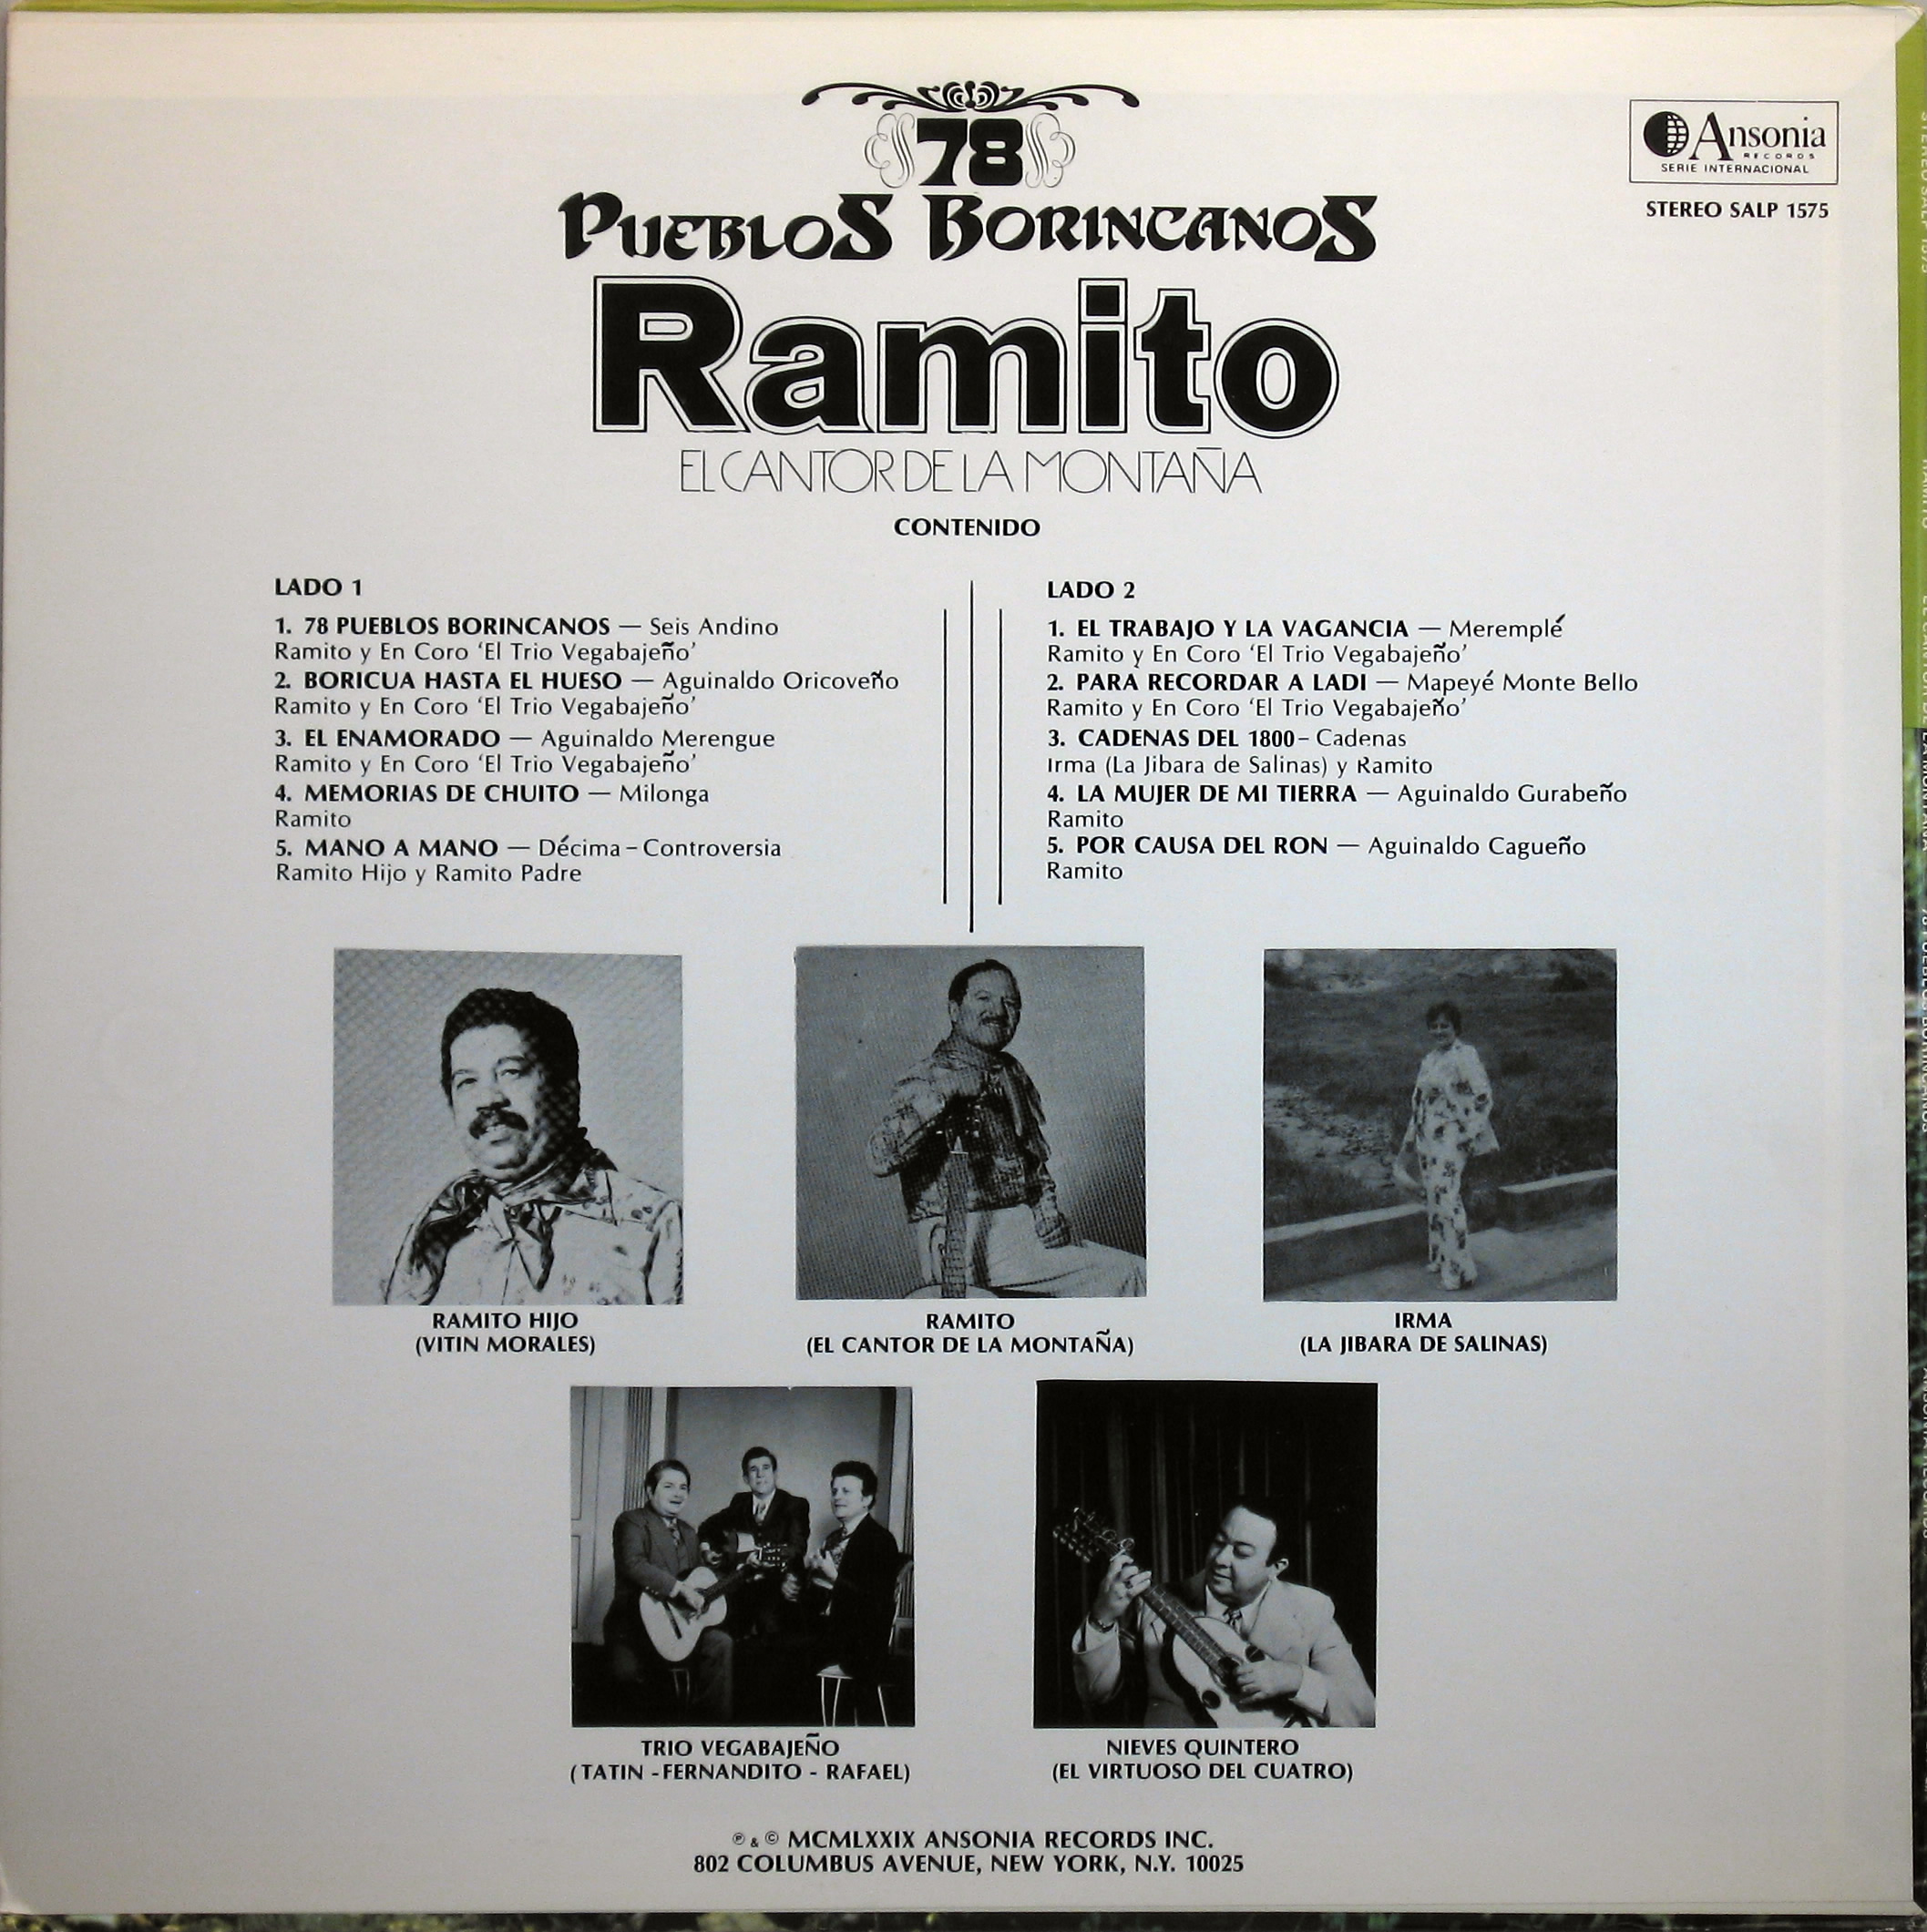 78
PUEBLOS BORINCANOS
Ramito
EL CANTOR DE LA MONTAÑA
Ansonia
RECORDS
SERIE INTERNACIONAL
STEREO SALP 1575
CONTENIDO
LADO 1
1. 78 PUEBLOS BORINCANOS — Seis Andino
Ramito y En Coro ‘El Trio Vegabajeño’
2. BORICUA HASTA EL HUESO — Aguinaldo Oricoveño
Ramito y En Coro ‘El Trio Vegabajeño’
3. EL ENAMORADO — Aguinaldo Merengue
Ramito y En Coro ‘El Trio Vegabajeño’
4. MEMORIAS DE CHUITO — Milonga
Ramito
5. MANO A MANO — Décima – Controversia
Ramito Hijo y Ramito Padre
LADO 2
1. EL TRABAJO Y LA VAGANCIA — Meremplé
Ramito y En Coro ‘El Trio Vegabajeño’
2. PARA RECORDAR A LADI — Mapeyé Monte Bello
Ramito y En Coro ‘El Trio Vegabajeño’
3. CADENAS DEL 1800 – Cadenas
Irma (La Jibara de Salinas) y Ramito
4. LA MUJER DE MI TIERRA — Aguinaldo Gurabeño
Ramito
5. POR CAUSA DEL RON — Aguinaldo Cagueño
Ramito
RAMITO HIJO
(VITIN MORALES)
RAMITO
(EL CANTOR DE LA MONTAÑA)
IRMA
(LA JIBARA DE SALINAS)
TRIO VEGABAJEÑO
(TATIN - FERNANDITO - RAFAEL)
NIEVES QUINTERO
(EL VIRTUOSO DEL CUATRO)
℗ & © MCMLXXIX ANSONIA RECORDS INC.
802 COLUMBUS AVENUE, NEW YORK, N.Y. 10025